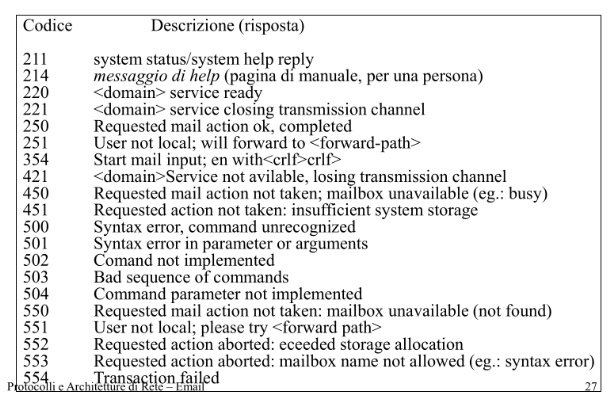 Codice Descrizione (risposta)
211 system status/system help reply
214 messaggio di help (pagina di manuale, per una persona)
220 <domain> service ready
221 <domain> service closing transmission channel
250 Requested mail action ok, completed
251 User not local; will forward to <forward-path>
354 Start mail input; en with<crlf>crlf>
421 <domain>Service not avilable, losing transmission channel
450 Requested mail action not taken; mailbox unavailable (eg.: busy)
451 Requested action not taken: insufficient system storage
500 Syntax error, command unrecognized
501 Syntax error in parameter or arguments
502 Comand not implemented
503 Bad sequence of commands
504 Command parameter not implemented
550 Requested mail action not taken: mailbox unavailable (not found)
551 User not local; please try <forward path>
552 Requested action aborted: eceeded storage allocation
553 Requested action aborted: mailbox name not allowed (eg.: syntax error)
554 Transaction failed
Protocolli e Architetture di Rete – Email 27